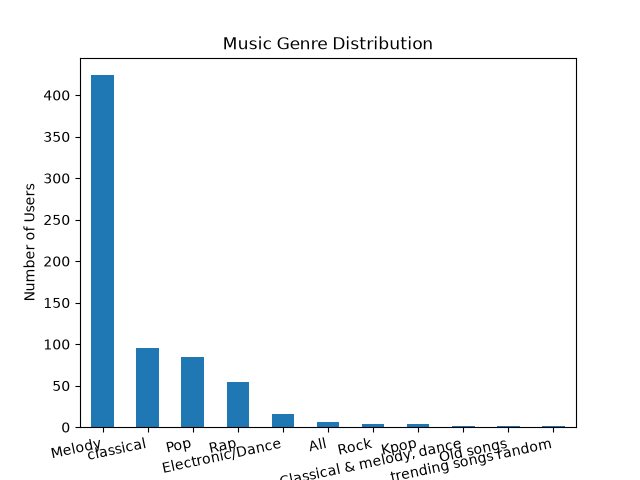 Music Genre Distribution
Number of Users
400
350
300
250
200
150
100
50
0
Melody
classical
Pop
Rap
Electronic/Dance
All
Rock
Kpop
Classical & melody, dance
Old songs
trending songs random